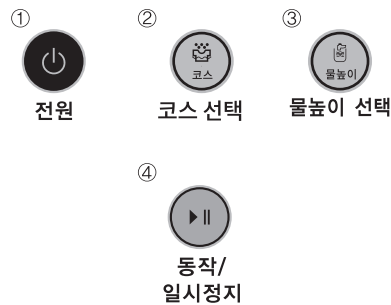 ① ② ③
코스 물높이
전원 코스 선택 물높이 선택
④
동작/
일시정지